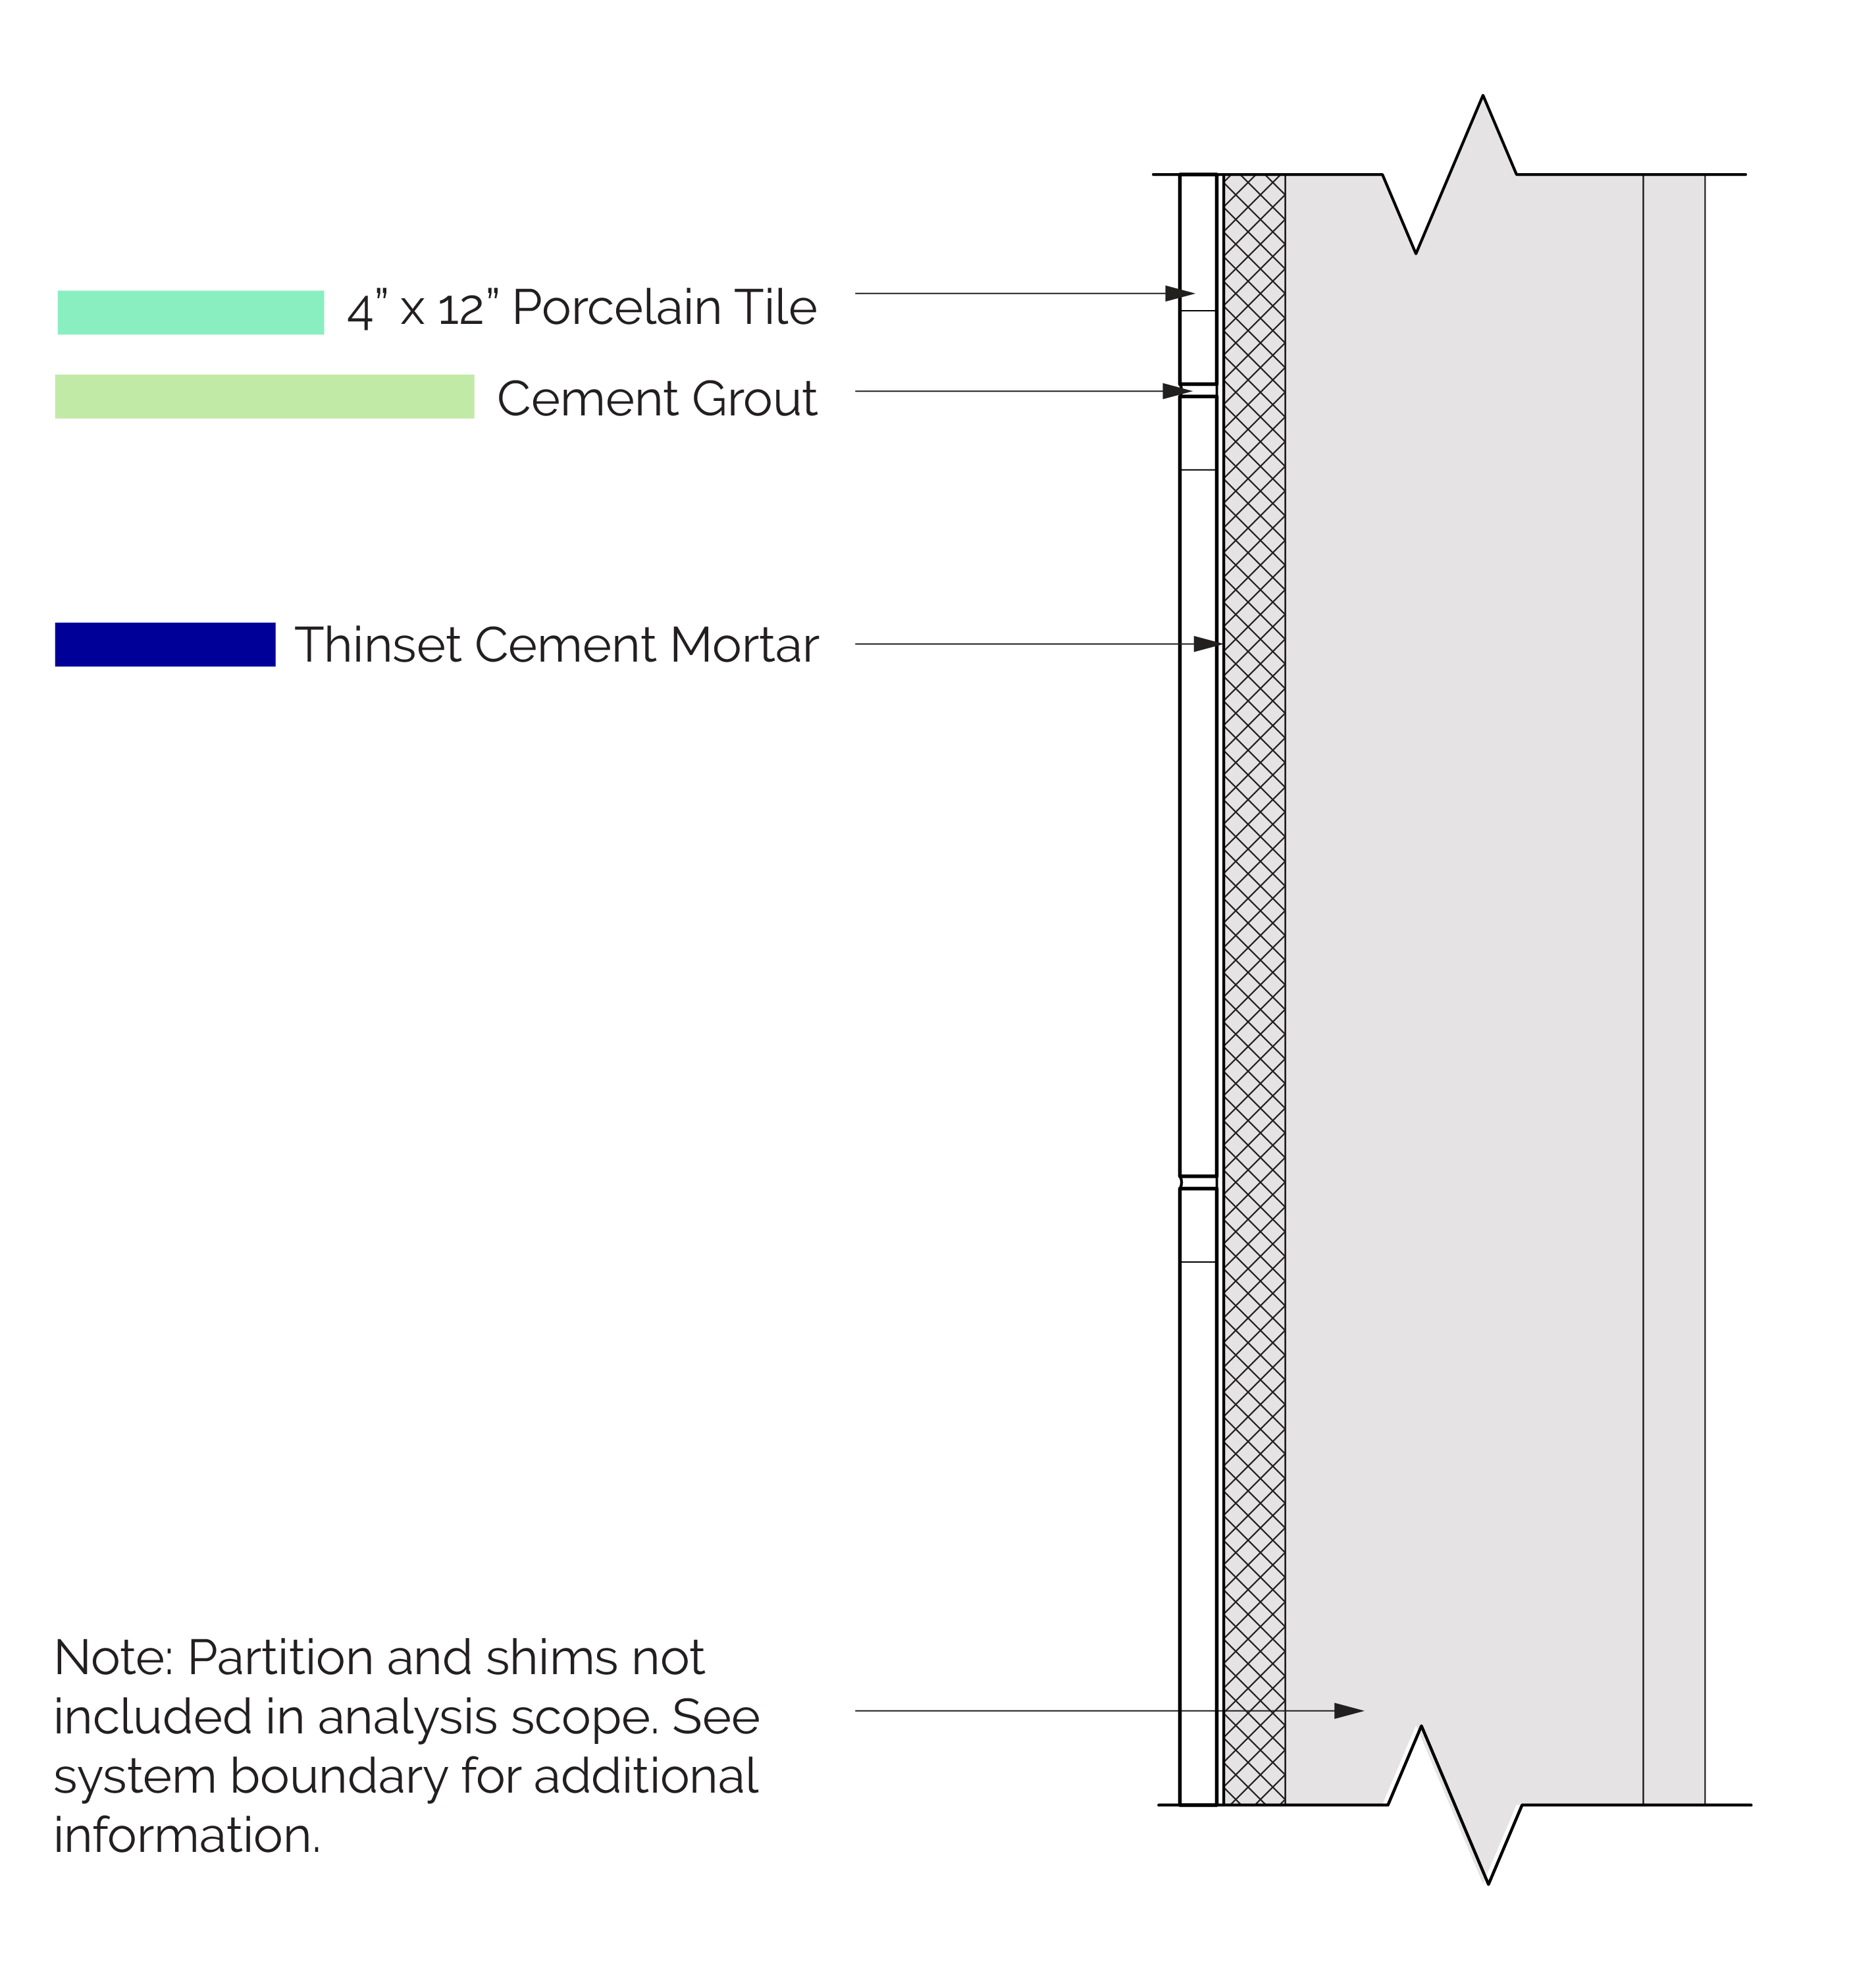 4” x 12” Porcelain Tile
Cement Grout
Thinset Cement Mortar
Note: Partition and shims not
included in analysis scope. See
system boundary for additional
information.